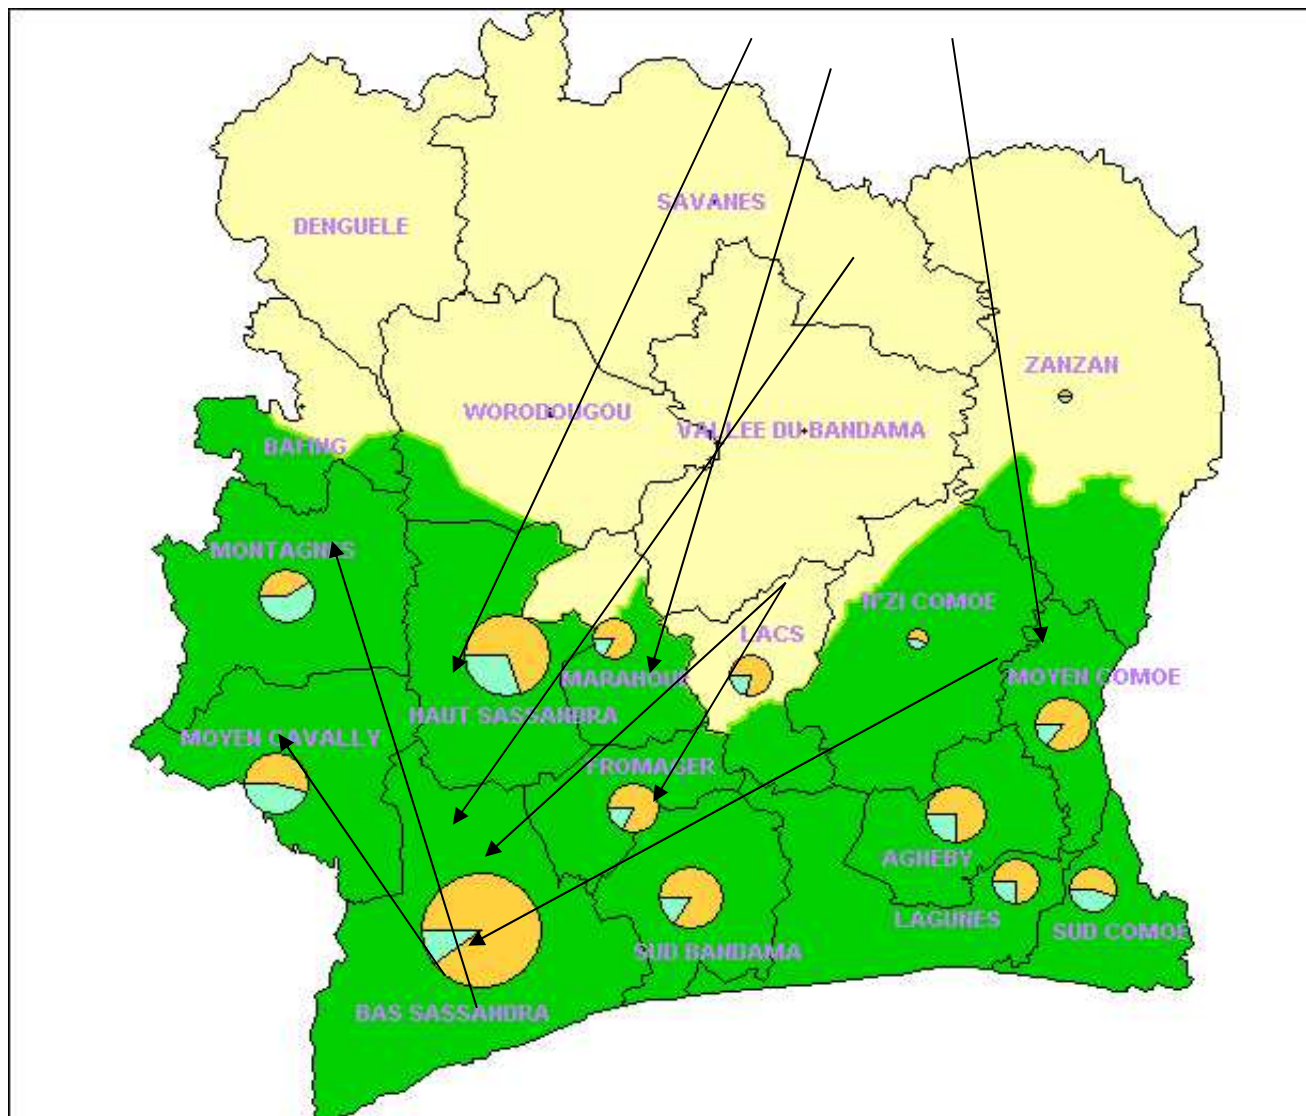 SAVANES
DENGUELE
ZANZAN
WORODOUGOU
VALLEE DU BANDAMA
BAFING
MONTAGNES
N'ZI COMOE
LACS
MARAHOUE
MOYEN COMOE
HAUT SASSANDRA
MOYEN CAVALLY
FROMAGER
AGNEBY
LAGUNES
SUD COMOE
SUD BANDAMA
BAS SASSANDRA